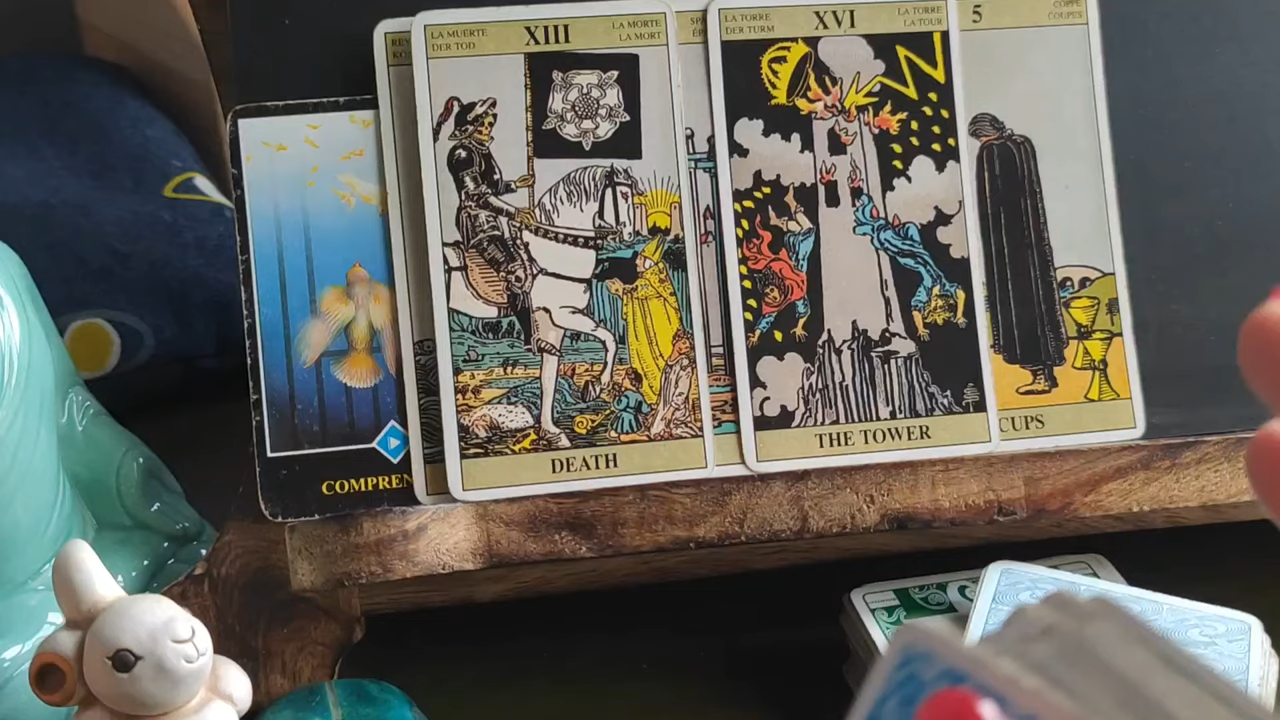 LA MUERTE
DER TOD
XIII
LA MORTE
LA MORT
DEATH
LA TORRE
DER TURM
XVI
LA TORRE
LA TOUR
THE TOWER
5
COPPE
COUPES
CUPS
COMPREN